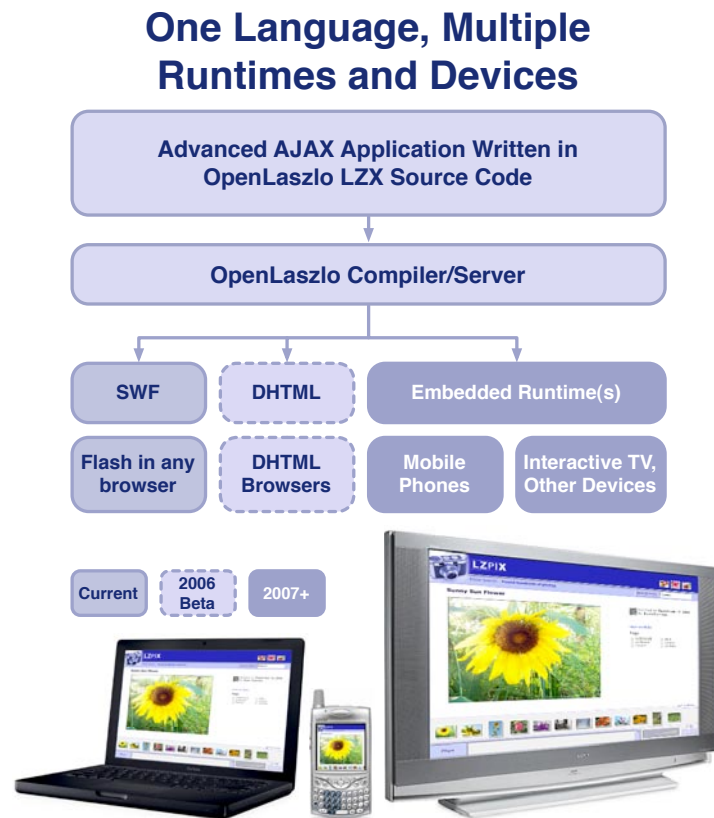 One Language, Multiple
Runtimes and Devices
Advanced AJAX Application Written in
OpenLaszlo LZX Source Code
OpenLaszlo Compiler/Server
SWF
DHTML
Embedded Runtime(s)
Flash in any
browser
DHTML
Browsers
Mobile
Phones
Interactive TV,
Other Devices
Current
2006
Beta
2007+
LZPIX
Sunny Sun Flower
LZPIX